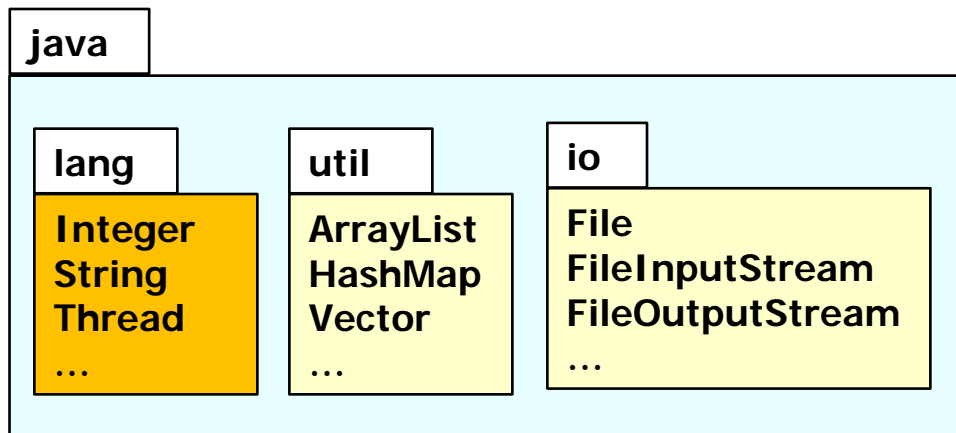 java
lang
Integer
String
Thread
...
util
ArrayList
HashMap
Vector
...
io
File
FileInputStream
FileOutputStream
...